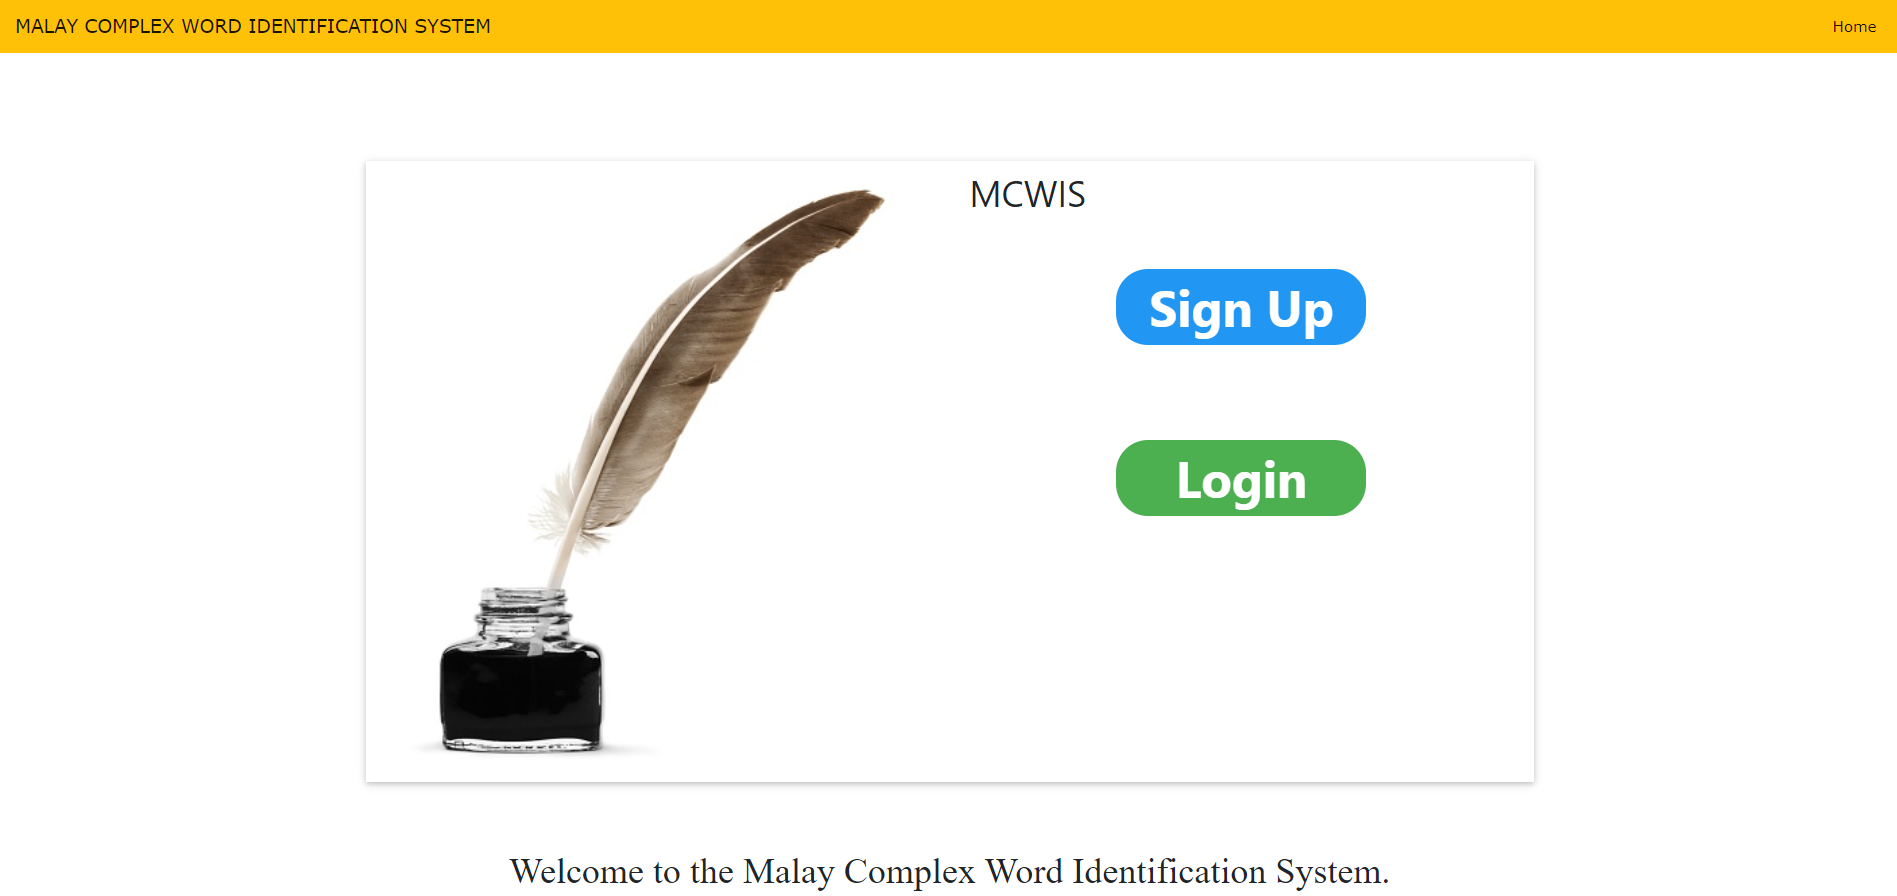 MALAY COMPLEX WORD IDENTIFICATION SYSTEM
Home
MCWIS
Sign Up
Login
Welcome to the Malay Complex Word Identification System.